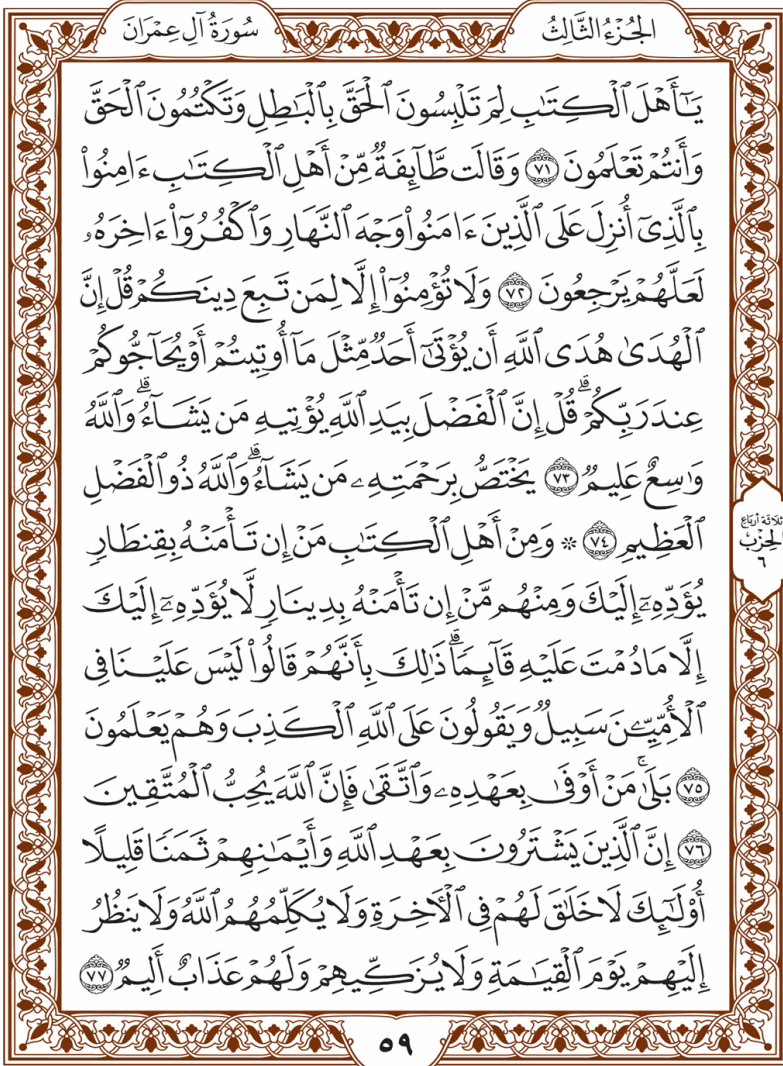 الجُزْءُ الثَّالِثُ
سُورَةُ آلِ عِمْرَانَ
يَـٰٓأَهْلَ ٱلْكِتَـٰبِ لِمَ تَلْبِسُونَ ٱلْحَقَّ بِٱلْبَـٰطِلِ وَتَكْتُمُونَ ٱلْحَقَّ
وَأَنتُمْ تَعْلَمُونَ ٧١ وَقَالَت طَّآئِفَةٌ مِّنْ أَهْلِ ٱلْكِتَـٰبِ ءَامِنُوا۟
بِٱلَّذِىٓ أُنزِلَ عَلَى ٱلَّذِينَ ءَامَنُوا۟ وَجْهَ ٱلنَّهَارِ وَٱكْفُرُوٓا۟ ءَاخِرَهُۥ
لَعَلَّهُمْ يَرْجِعُونَ ٧٢ وَلَا تُؤْمِنُوٓا۟ إِلَّا لِمَن تَبِعَ دِينَكُمْ قُلْ إِنَّ
ٱلْهُدَىٰ هُدَى ٱللَّهِ أَن يُؤْتَىٰٓ أَحَدٌ مِّثْلَ مَآ أُوتِيتُمْ أَوْ يُحَآجُّوكُمْ
عِندَ رَبِّكُمْ ۗ قُلْ إِنَّ ٱلْفَضْلَ بِيَدِ ٱللَّهِ يُؤْتِيهِ مَن يَشَآءُ ۗ وَٱللَّهُ
وَٰسِعٌ عَلِيمٌ ٧٣ يَخْتَصُّ بِرَحْمَتِهِۦ مَن يَشَآءُ ۗ وَٱللَّهُ ذُو ٱلْفَضْلِ
ٱلْعَظِيمِ ٧٤ * وَمِنْ أَهْلِ ٱلْكِتَـٰبِ مَنْ إِن تَأْمَنْهُ بِقِنطَارٍ
يُؤَدِّهِۦٓ إِلَيْكَ وَمِنْهُم مَّنْ إِن تَأْمَنْهُ بِدِينَارٍ لَّا يُؤَدِّهِۦٓ إِلَيْكَ
إِلَّا مَا دُمْتَ عَلَيْهِ قَآئِمًا ۗ ذَٰلِكَ بِأَنَّهُمْ قَالُوا۟ لَيْسَ عَلَيْنَا فِى
ٱلْأُمِّيِّـۧنَ سَبِيلٌ وَيَقُولُونَ عَلَى ٱللَّهِ ٱلْكَذِبَ وَهُمْ يَعْلَمُونَ
٧٥ بَلَىٰ ۚ مَنْ أَوْفَىٰ بِعَهْدِهِۦ وَٱتَّقَىٰ فَإِنَّ ٱللَّهَ يُحِبُّ ٱلْمُتَّقِينَ
٧٦ إِنَّ ٱلَّذِينَ يَشْتَرُونَ بِعَهْدِ ٱللَّهِ وَأَيْمَـٰنِهِمْ ثَمَنًا قَلِيلًا
أُو۟لَـٰٓئِكَ لَا خَلَـٰقَ لَهُمْ فِى ٱلْـَٔاخِرَةِ وَلَا يُكَلِّمُهُمُ ٱللَّهُ وَلَا يَنظُرُ
إِلَيْهِمْ يَوْمَ ٱلْقِيَـٰمَةِ وَلَا يُزَكِّيهِمْ وَلَهُمْ عَذَابٌ أَلِيمٌ ٧٧
ثلاثة أرباع
الحِزْب
٦
٥٩